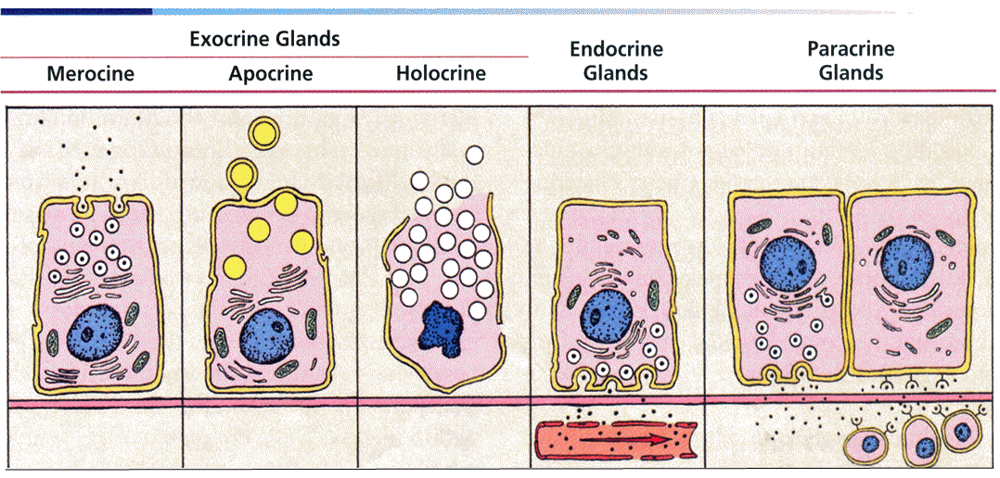 Exocrine Glands
Merocine
Apocrine
Holocrine
Endocrine
Glands
Paracrine
Glands